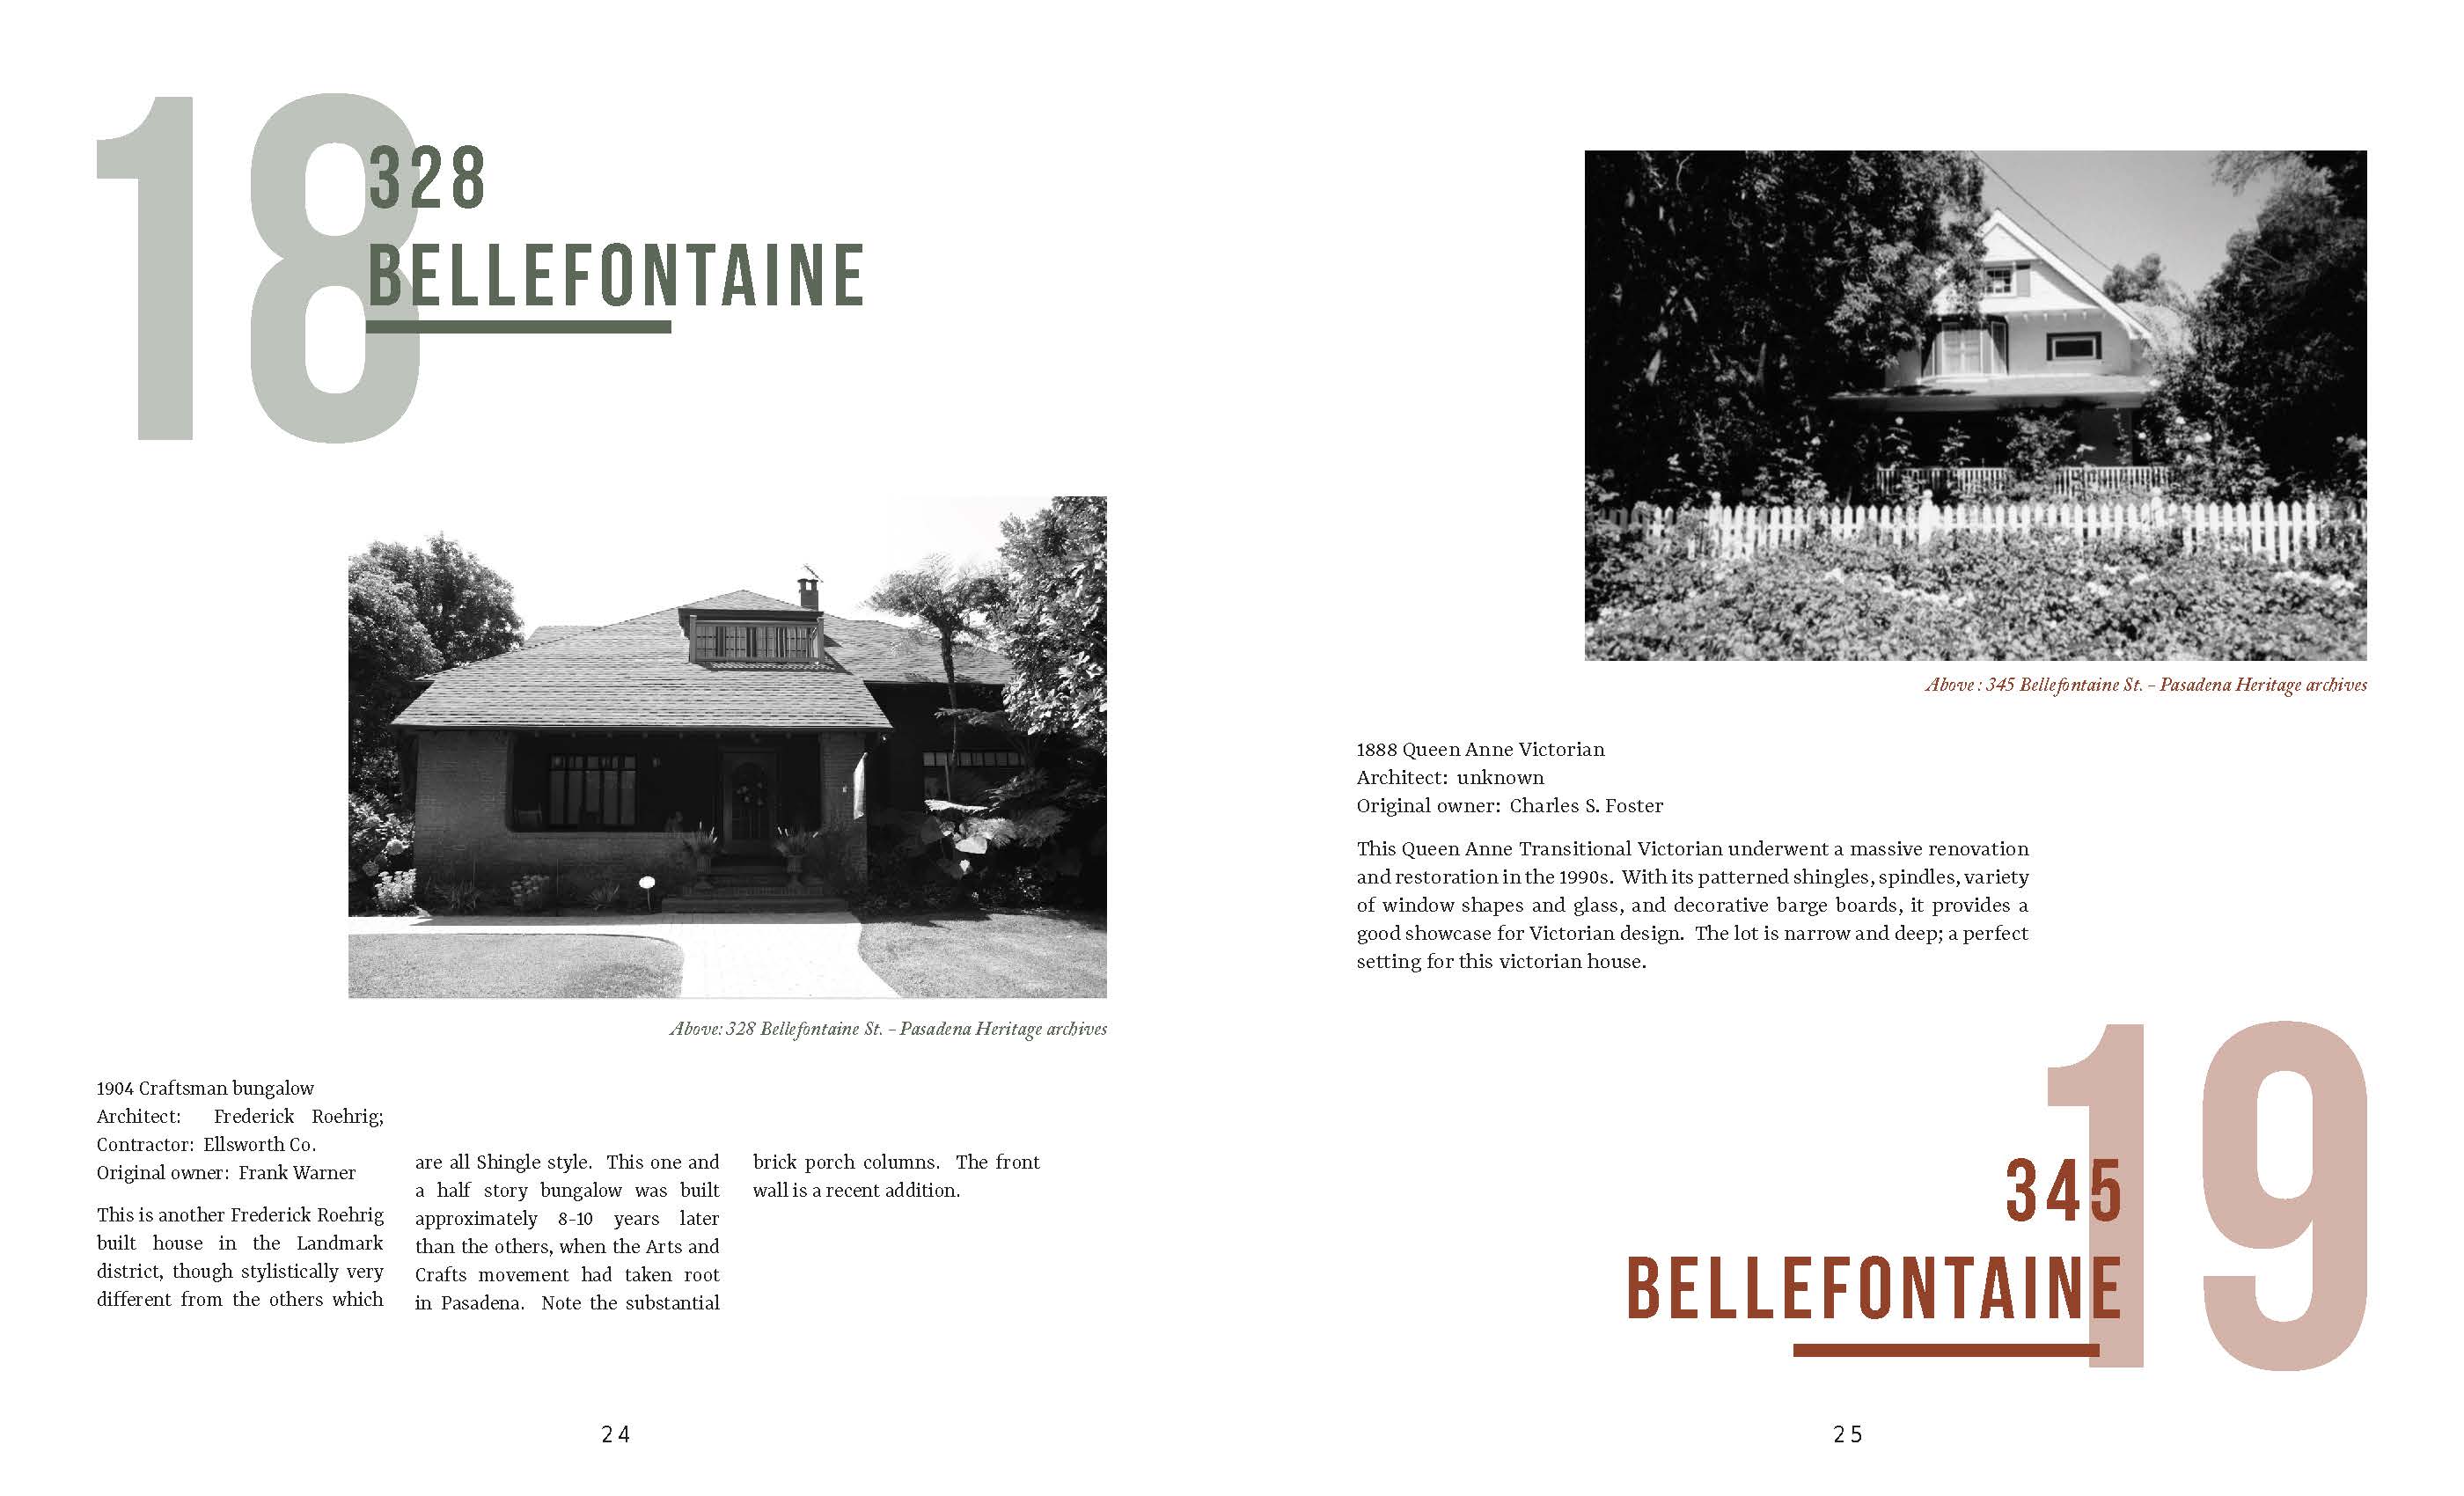 18
328
BELLEFONTAINE
Above: 328 Bellefontaine St. - Pasadena Heritage archives
1904 Craftsman bungalow
Architect: Frederick Roehrig;
Contractor: Ellsworth Co.
Original owner: Frank Warner
This is another Frederick Roehrig
built house in the Landmark
district, though stylistically very
different from the others which
are all Shingle style. This one and
a half story bungalow was built
approximately 8-10 years later
than the others, when the Arts and
Crafts movement had taken root
in Pasadena. Note the substantial
brick porch columns. The front
wall is a recent addition.
24
Above : 345 Bellefontaine St. - Pasadena Heritage archives
1888 Queen Anne Victorian
Architect: unknown
Original owner: Charles S. Foster
This Queen Anne Transitional Victorian underwent a massive renovation
and restoration in the 1990s. With its patterned shingles, spindles, variety
of window shapes and glass, and decorative barge boards, it provides a
good showcase for Victorian design. The lot is narrow and deep; a perfect
setting for this victorian house.
19
345
BELLEFONTAINE
25